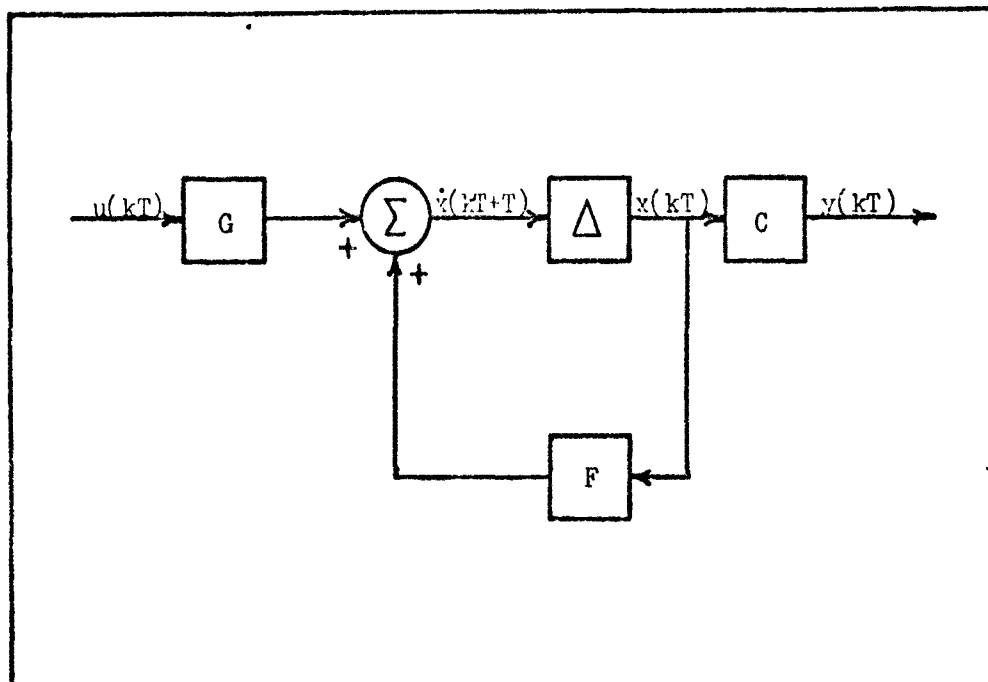 u(kT) G Σ ẋ(kT+T) Δ x(kT) C y(kT)
+ +
F